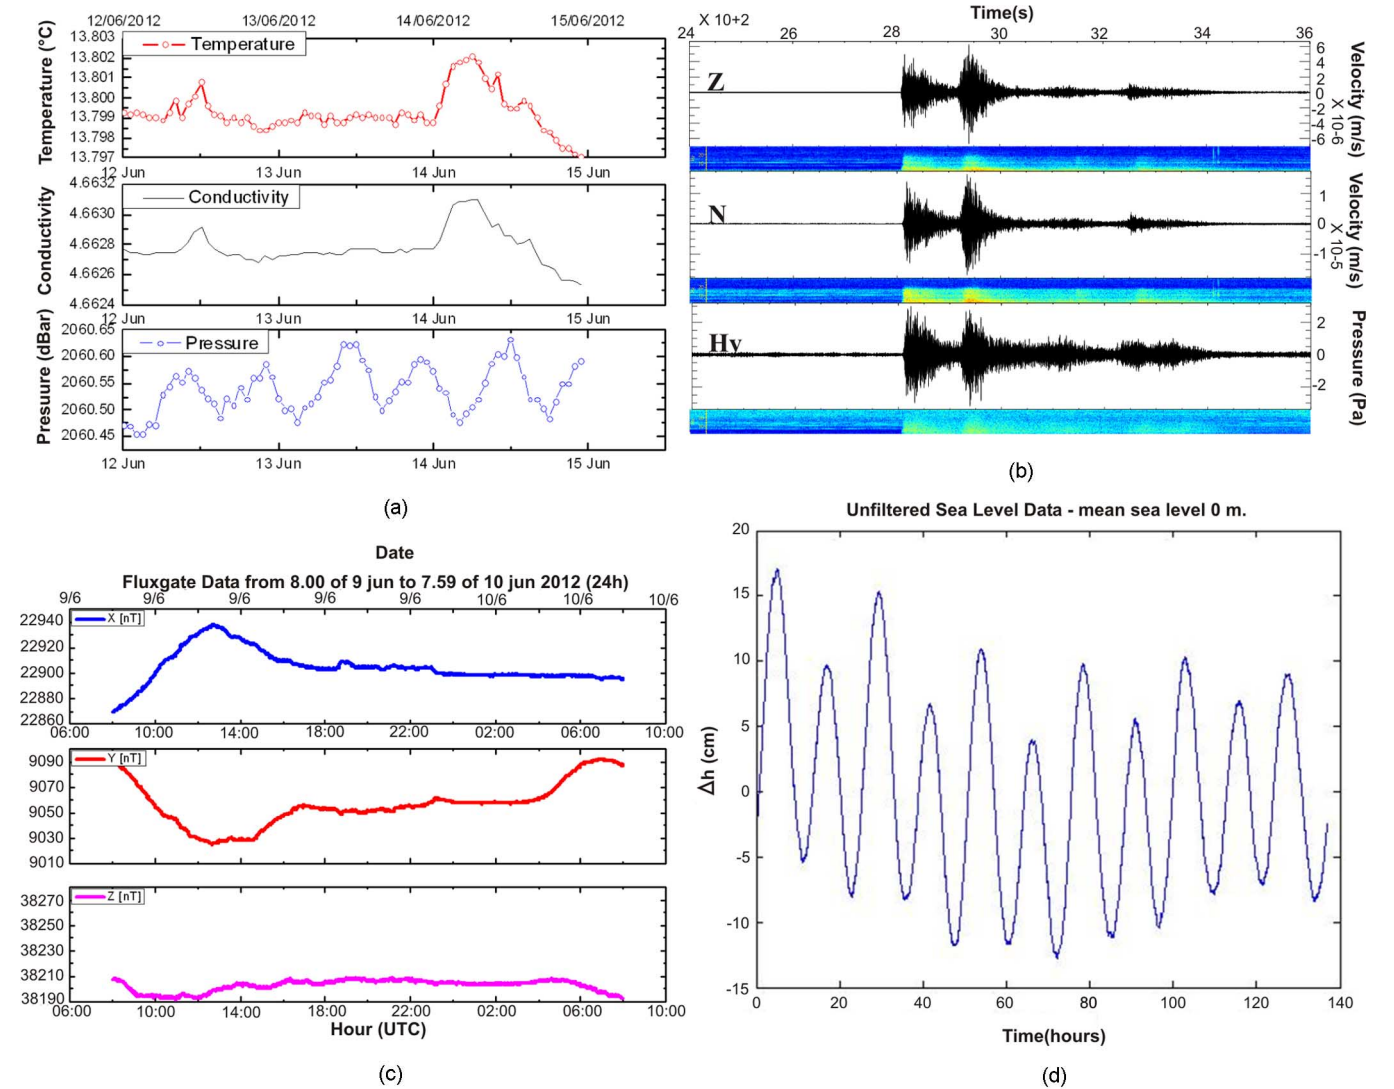 12/06/2012 13/06/2012 14/06/2012 15/06/2012
13.803
13.802
13.801
13.800
13.799
13.798
13.797
Temperature (°C)
Temperature
12 Jun 13 Jun 14 Jun 15 Jun
4.6632
4.6630
4.6628
4.6626
4.6624
Conductivity
Conductivity
12 Jun 13 Jun 14 Jun 15 Jun
2060.65
2060.60
2060.55
2060.50
2060.45
Presuure (dBar)
Pressure
12 Jun 13 Jun 14 Jun 15 Jun
(a)
Time(s)
X 10+2
24 26 28 30 32 34 36
Z
6
4
2
0
-2
-4
-6
X 10-6
Velocity (m/s)
N
1
0
-1
X 10-5
Velocity (m/s)
Hy
2
0
-2
Pressure (Pa)
(b)
Date
Fluxgate Data from 8.00 of 9 jun to 7.59 of 10 jun 2012 (24h)
9/6 9/6 9/6 9/6 9/6 10/6 10/6 10/6
22940
22920
22900
22880
22860
X [nT]
06:00 10:00 14:00 18:00 22:00 02:00 06:00 10:00
9090
9070
9050
9030
9010
Y [nT]
38270
38250
38230
38210
38190
Z [nT]
06:00 10:00 14:00 18:00 22:00 02:00 06:00 10:00
Hour (UTC)
(c)
Unfiltered Sea Level Data - mean sea level 0 m.
20
15
10
5
0
-5
-10
-15
Δh (cm)
0 20 40 60 80 100 120 140
Time(hours)
(d)